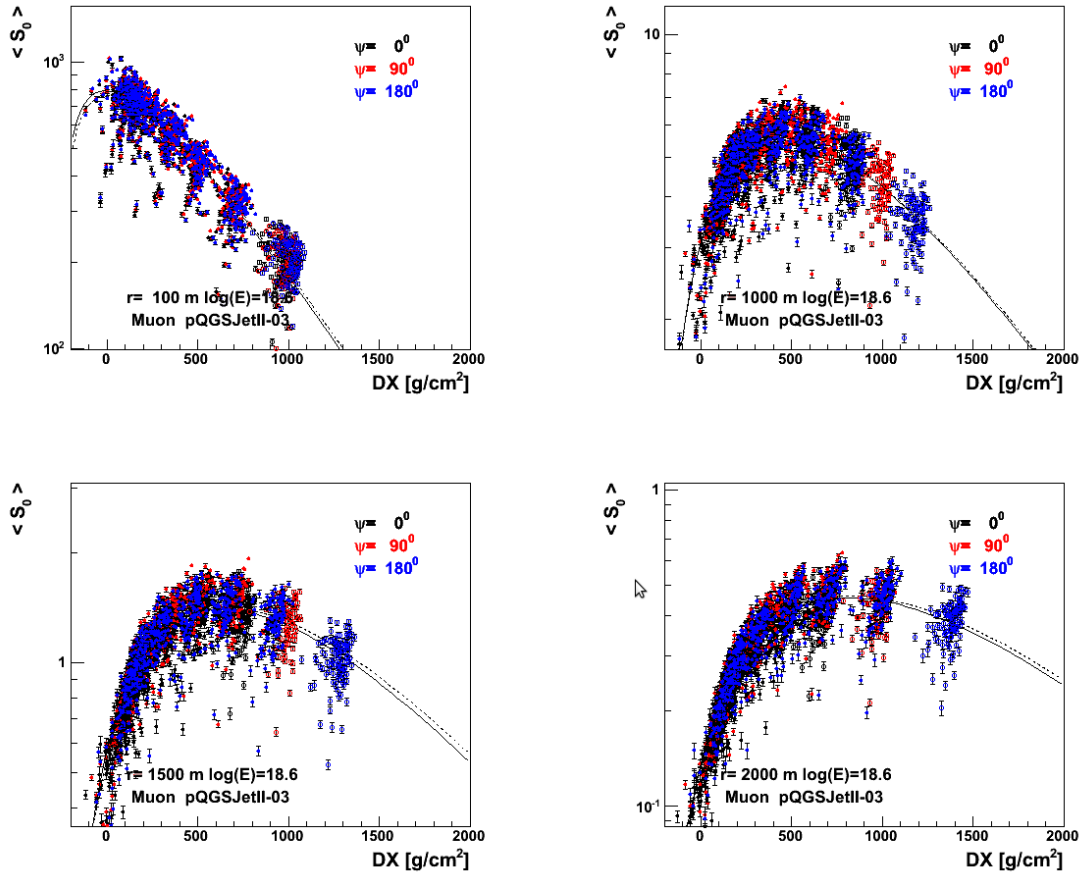 < S₀ >
10³
10²
ψ= 0⁰
ψ= 90⁰
ψ= 180⁰
r= 100 m log(E)=18.6
Muon pQGSJetII-03
0 500 1000 1500 2000
DX [g/cm²]
< S₀ >
10
ψ= 0⁰
ψ= 90⁰
ψ= 180⁰
r= 1000 m log(E)=18.6
Muon pQGSJetII-03
0 500 1000 1500 2000
DX [g/cm²]
< S₀ >
1
ψ= 0⁰
ψ= 90⁰
ψ= 180⁰
r= 1500 m log(E)=18.6
Muon pQGSJetII-03
0 500 1000 1500 2000
DX [g/cm²]
< S₀ >
1
10⁻¹
ψ= 0⁰
ψ= 90⁰
ψ= 180⁰
r= 2000 m log(E)=18.6
Muon pQGSJetII-03
0 500 1000 1500 2000
DX [g/cm²]